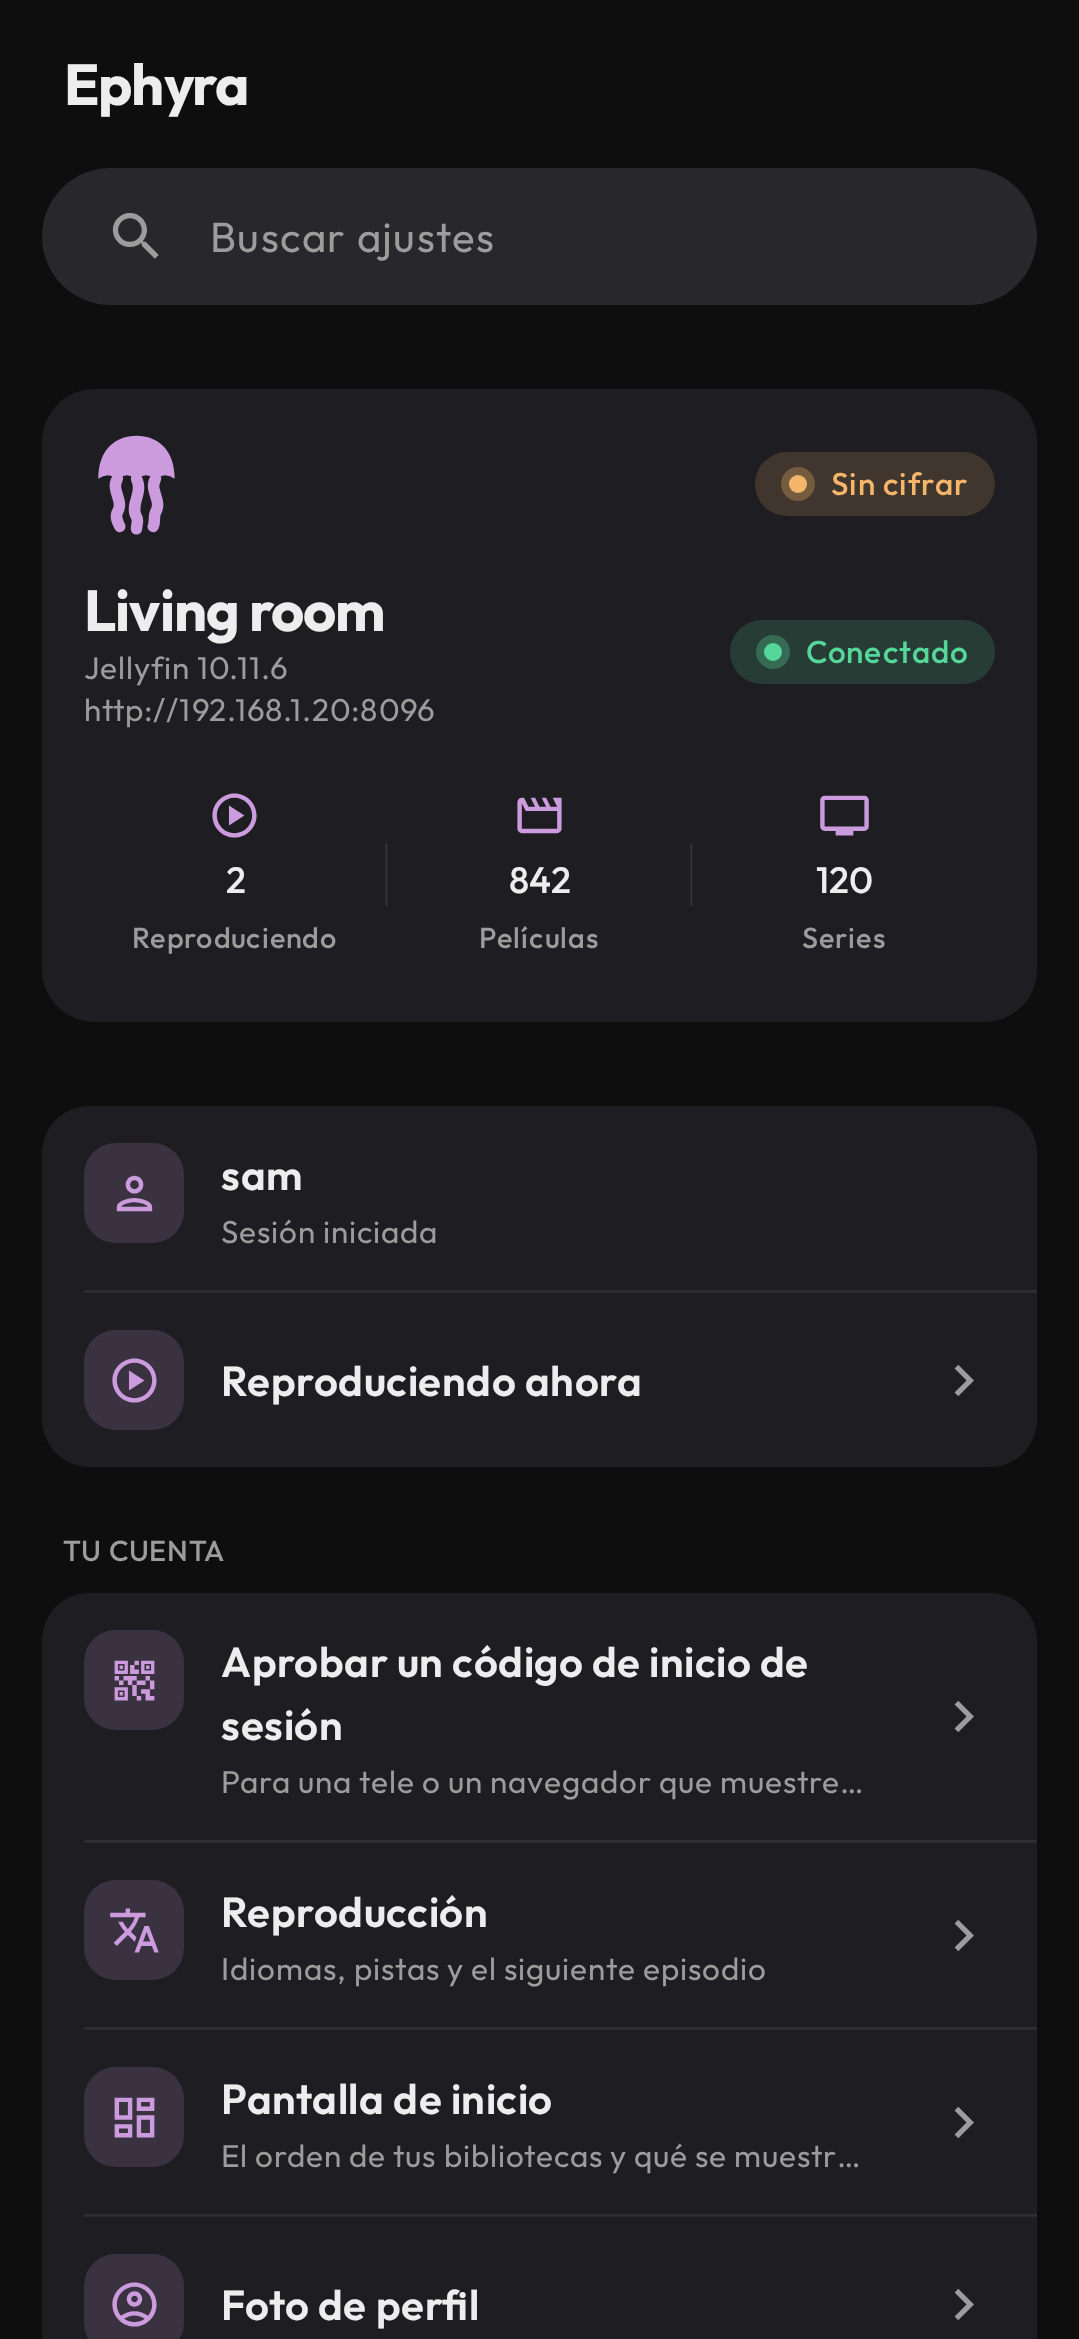 Ephyra
Buscar ajustes
Sin cifrar
Living room
Jellyfin 10.11.6
http://192.168.1.20:8096
Conectado
2
842
120
Reproduciendo
Películas
Series
sam
Sesión iniciada
Reproduciendo ahora
TU CUENTA
Aprobar un código de inicio de
sesión
Para una tele o un navegador que muestre…
Reproducción
Idiomas, pistas y el siguiente episodio
Pantalla de inicio
El orden de tus bibliotecas y qué se muestr…
Foto de perfil